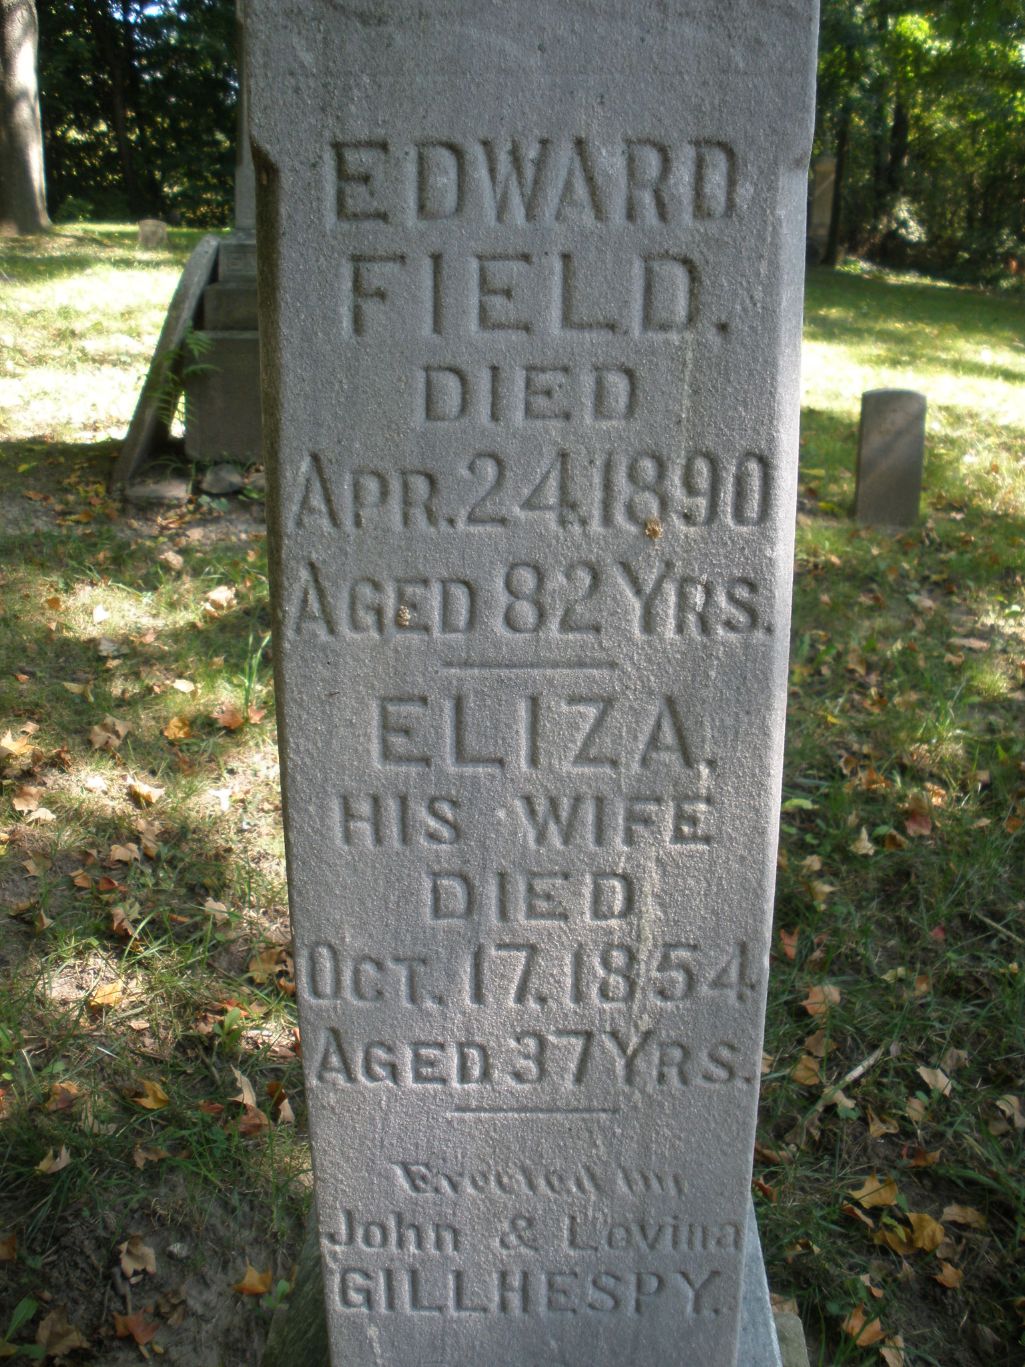 EDWARD
FIELD.
DIED
APR. 24, 1890
AGED 82 YRS.
ELIZA,
HIS WIFE
DIED
OCT. 17, 1854,
AGED 37 YRS.
Erected by
John & Lovina
GILLHESPY.